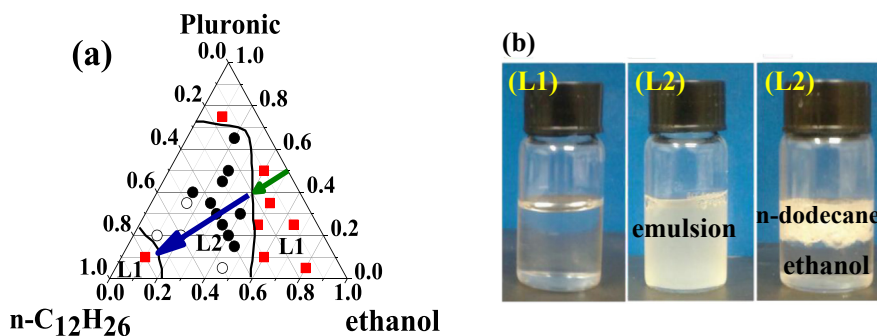 (a)
Pluronic
0.0 1.0
0.2 0.8
0.4 0.6
0.6 0.4
0.8 0.2
1.0 0.0
L1 L2 L1
0.0 0.2 0.4 0.6 0.8 1.0
n-C12H26 ethanol
(b)
(L1) (L2) (L2)
emulsion
n-dodecane
ethanol